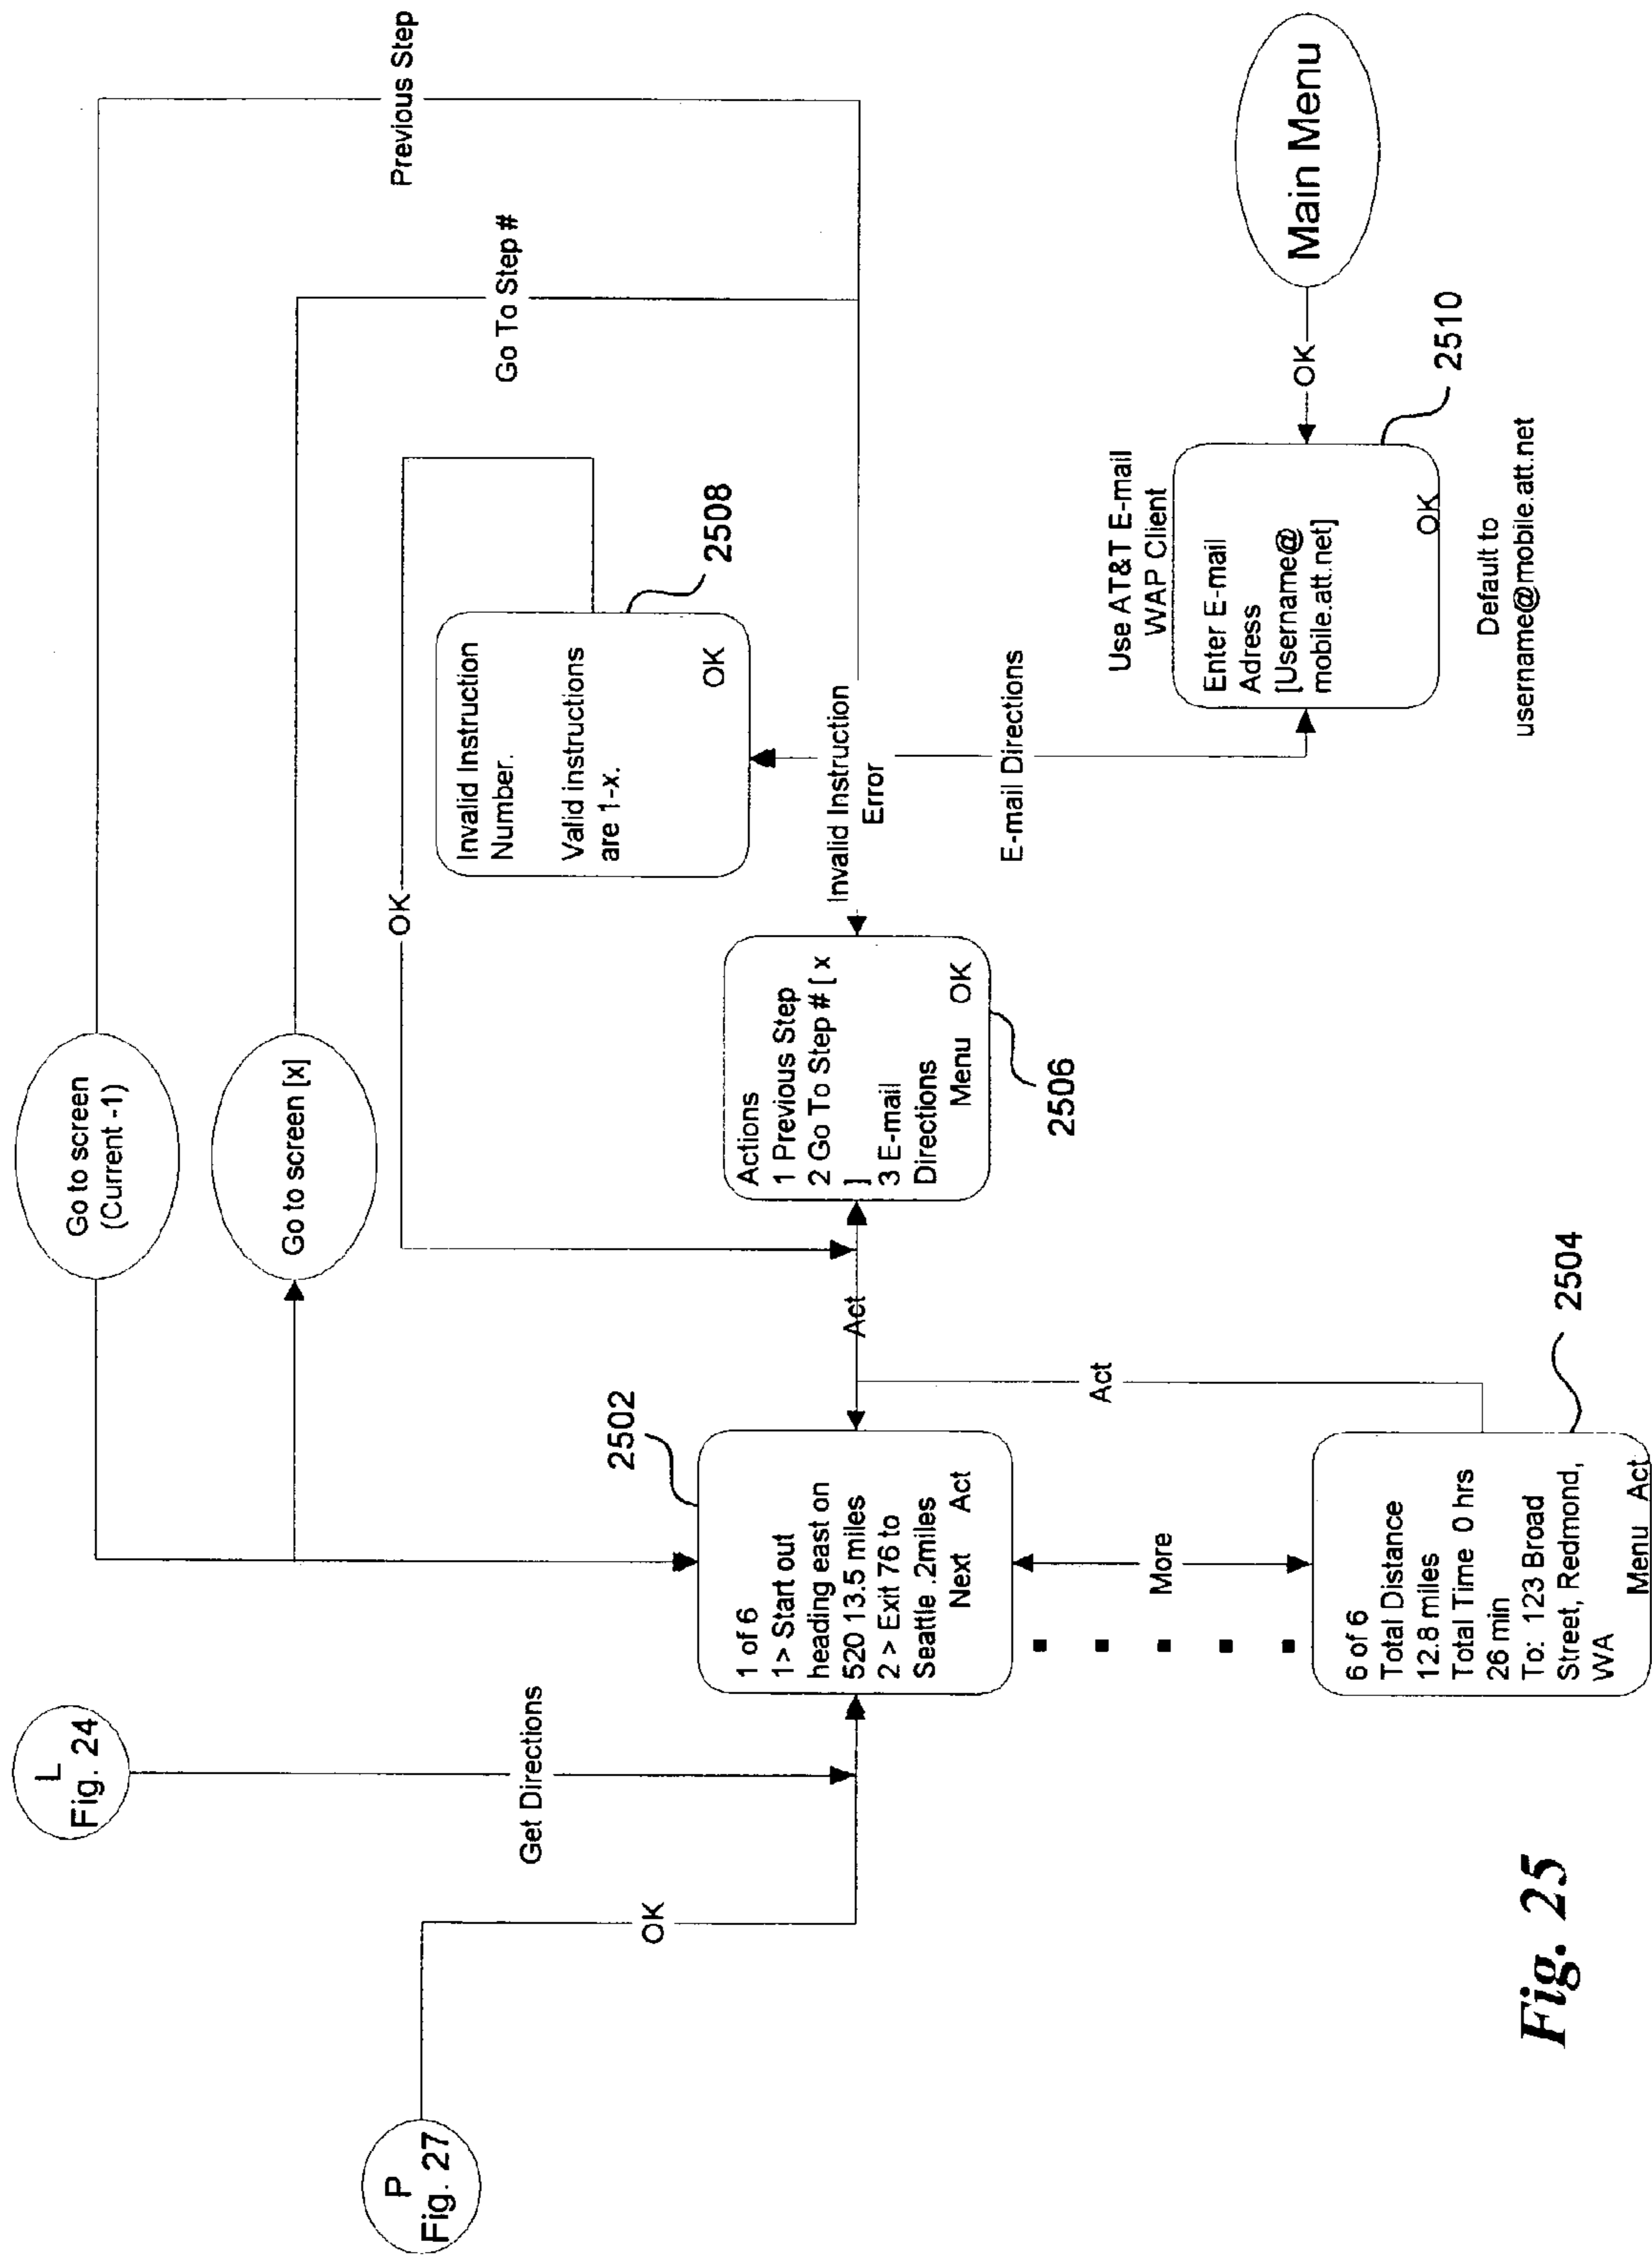 Go to screen
(Current -1)
Previous Step
Go to screen [x]
Go To Step #
L
Fig. 24
Get Directions
P
Fig. 27
OK
OK
Invalid Instruction
Number.
Valid instructions
are 1-x.
OK
2508
2502
1 of 6
1> Start out
heading east on
520 13.5 miles
2 > Exit 76 to
Seattle .2miles
Next Act
Act
Actions
1 Previous Step
2 Go To Step # [ x
]
3 E-mail
Directions
Menu OK
2506
Invalid Instruction
Error
E-mail Directions
More
Act
6 of 6
Total Distance
12.8 miles
Total Time 0 hrs
26 min
To: 123 Broad
Street, Redmond,
WA
Menu Act
2504
Use AT&T E-mail
WAP Client
Enter E-mail
Adress
[Username@
mobile.att.net]
OK
2510
Default to
username@mobile.att.net
OK
Main Menu
Fig. 25